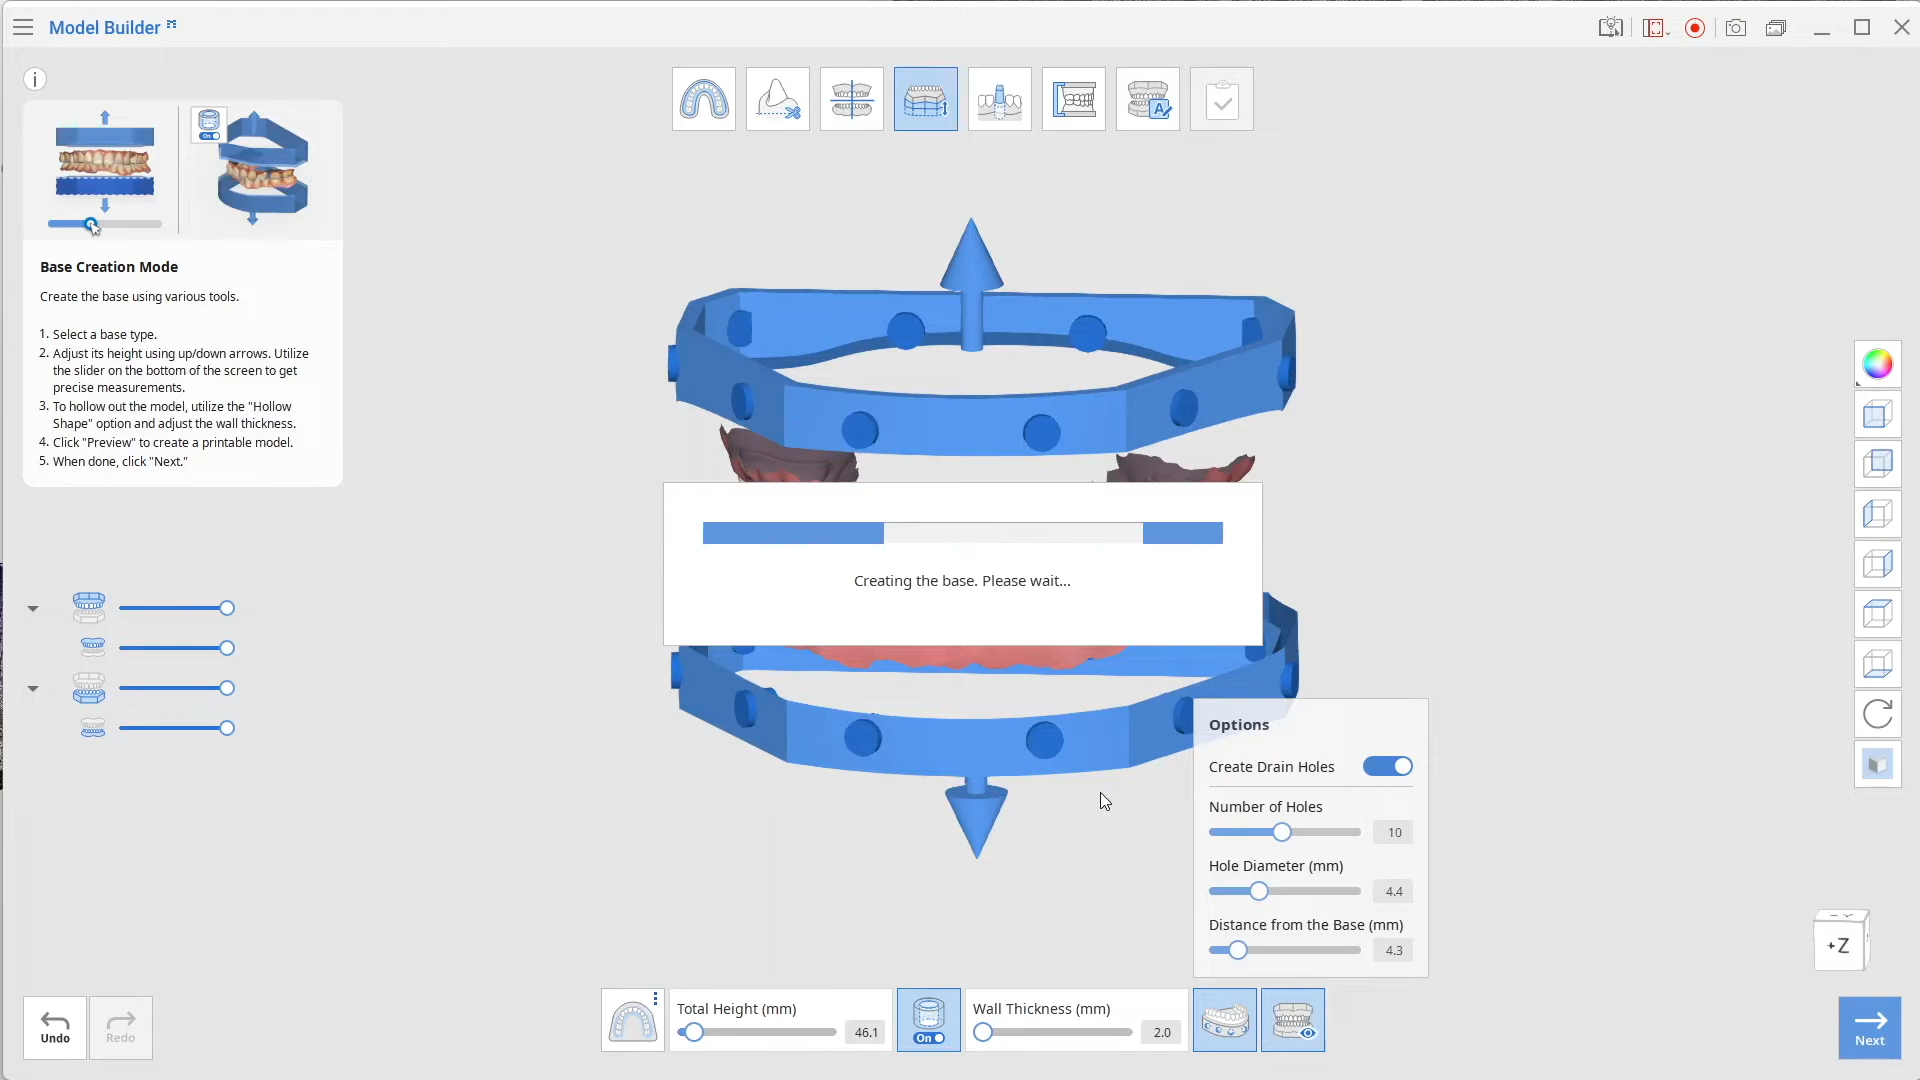 Model Builder
On
Base Creation Mode
Create the base using various tools.
1. Select a base type.
2. Adjust its height using up/down arrows. Utilize
the slider on the bottom of the screen to get
precise measurements.
3. To hollow out the model, utilize the "Hollow
Shape" option and adjust the wall thickness.
4. Click "Preview" to create a printable model.
5. When done, click "Next."
A
Creating the base. Please wait...
Options
Create Drain Holes
Number of Holes
10
Hole Diameter (mm)
4.4
Distance from the Base (mm)
4.3
+Z
Undo
Redo
Total Height (mm)
46.1
On
Wall Thickness (mm)
2.0
Next